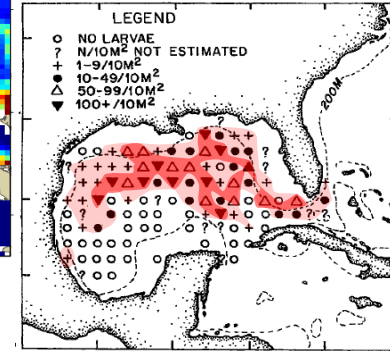 LEGEND
○ NO LARVAE
? N/10M² NOT ESTIMATED
+ 1-9/10M²
● 10-49/10M²
△ 50-99/10M²
▼ 100+/10M²
200M